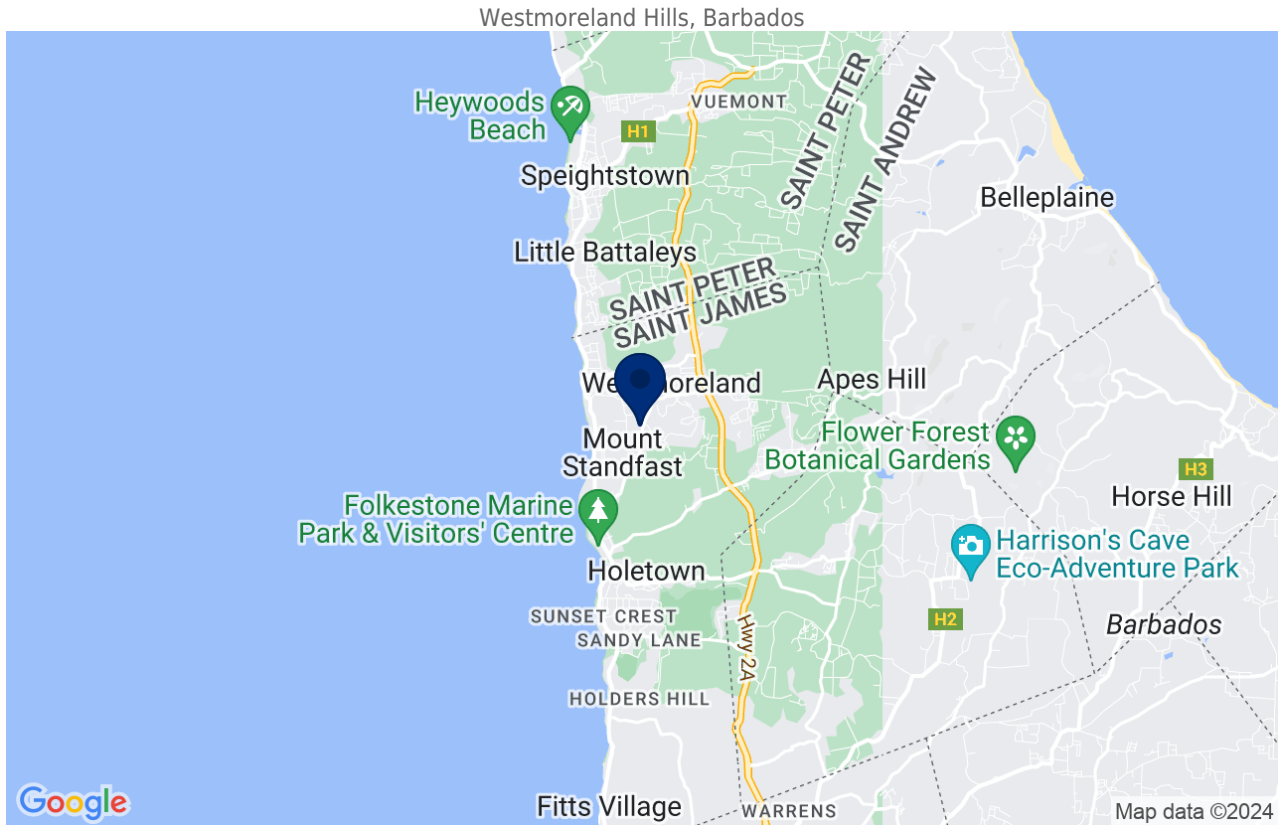 Westmoreland Hills, Barbados
Heywoods
Beach
VUEMONT
H1
SAINT PETER
SAINT ANDREW
Speightstown
Belleplaine
Little Battaleys
SAINT PETER
SAINT JAMES
We
moreland
Apes Hill
Mount
Standfast
Flower Forest
Botanical Gardens
H3
Horse Hill
Folkestone Marine
Park & Visitors' Centre
Harrison's Cave
Eco-Adventure Park
Holetown
SUNSET CREST
SANDY LANE
H2
Barbados
Hwy 2A
HOLDERS HILL
Google
Fitts Village
WARRENS
Map data ©2024